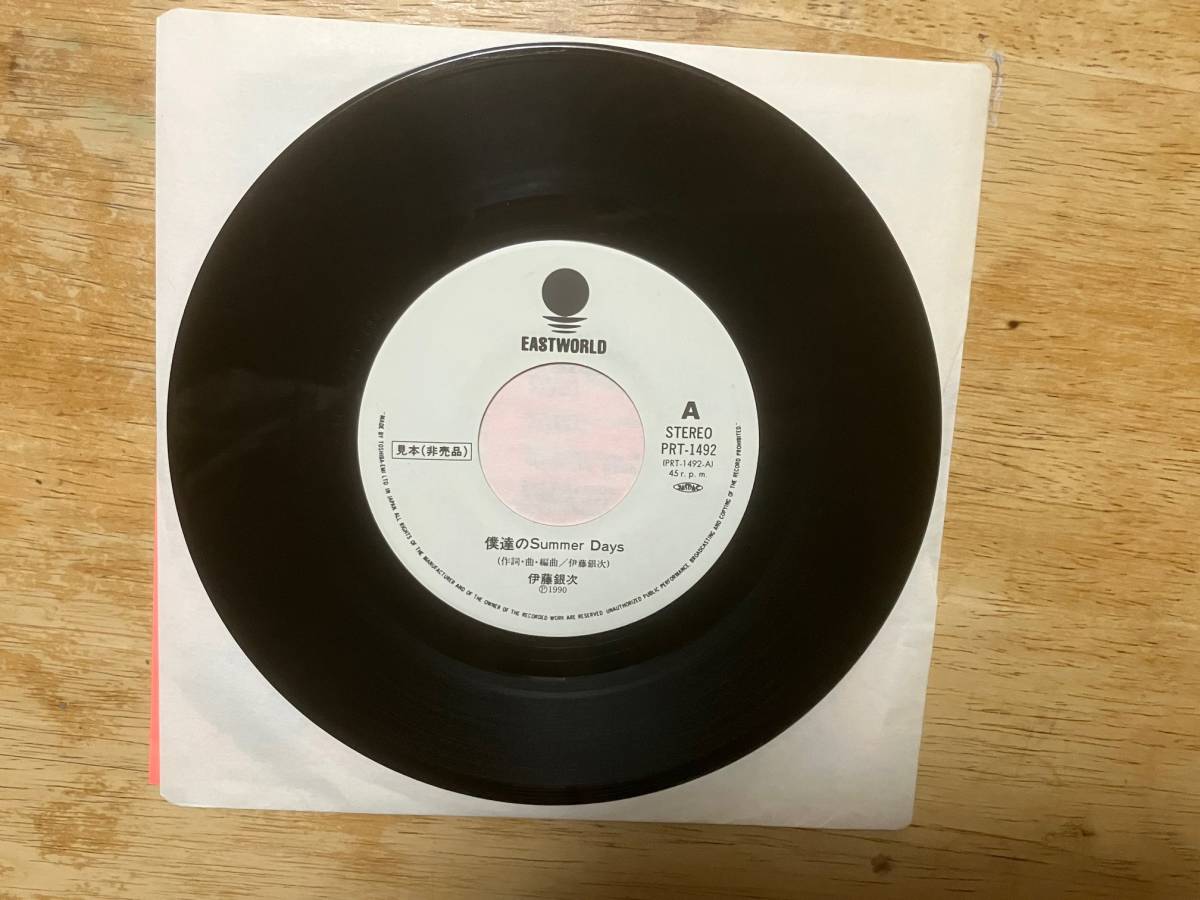 EASTWORLD
A
STEREO
PRT-1492
(PRT-1492-A)
45 r. p. m.
見本(非売品)
僕達のSummer Days
(作詞・曲・編曲/伊藤銀次)
伊藤銀次
Ⓟ1990
"MADE BY TOSHIBA-EMI LTD IN JAPAN. ALL RIGHTS OF THE MANUFACTURER AND OF THE OWNER OF THE RECORDED WORK ARE RESERVED. UNAUTHORIZED PUBLIC PERFORMANCE, BROADCASTING AND COPYING OF THE RECORD PROHIBITED"